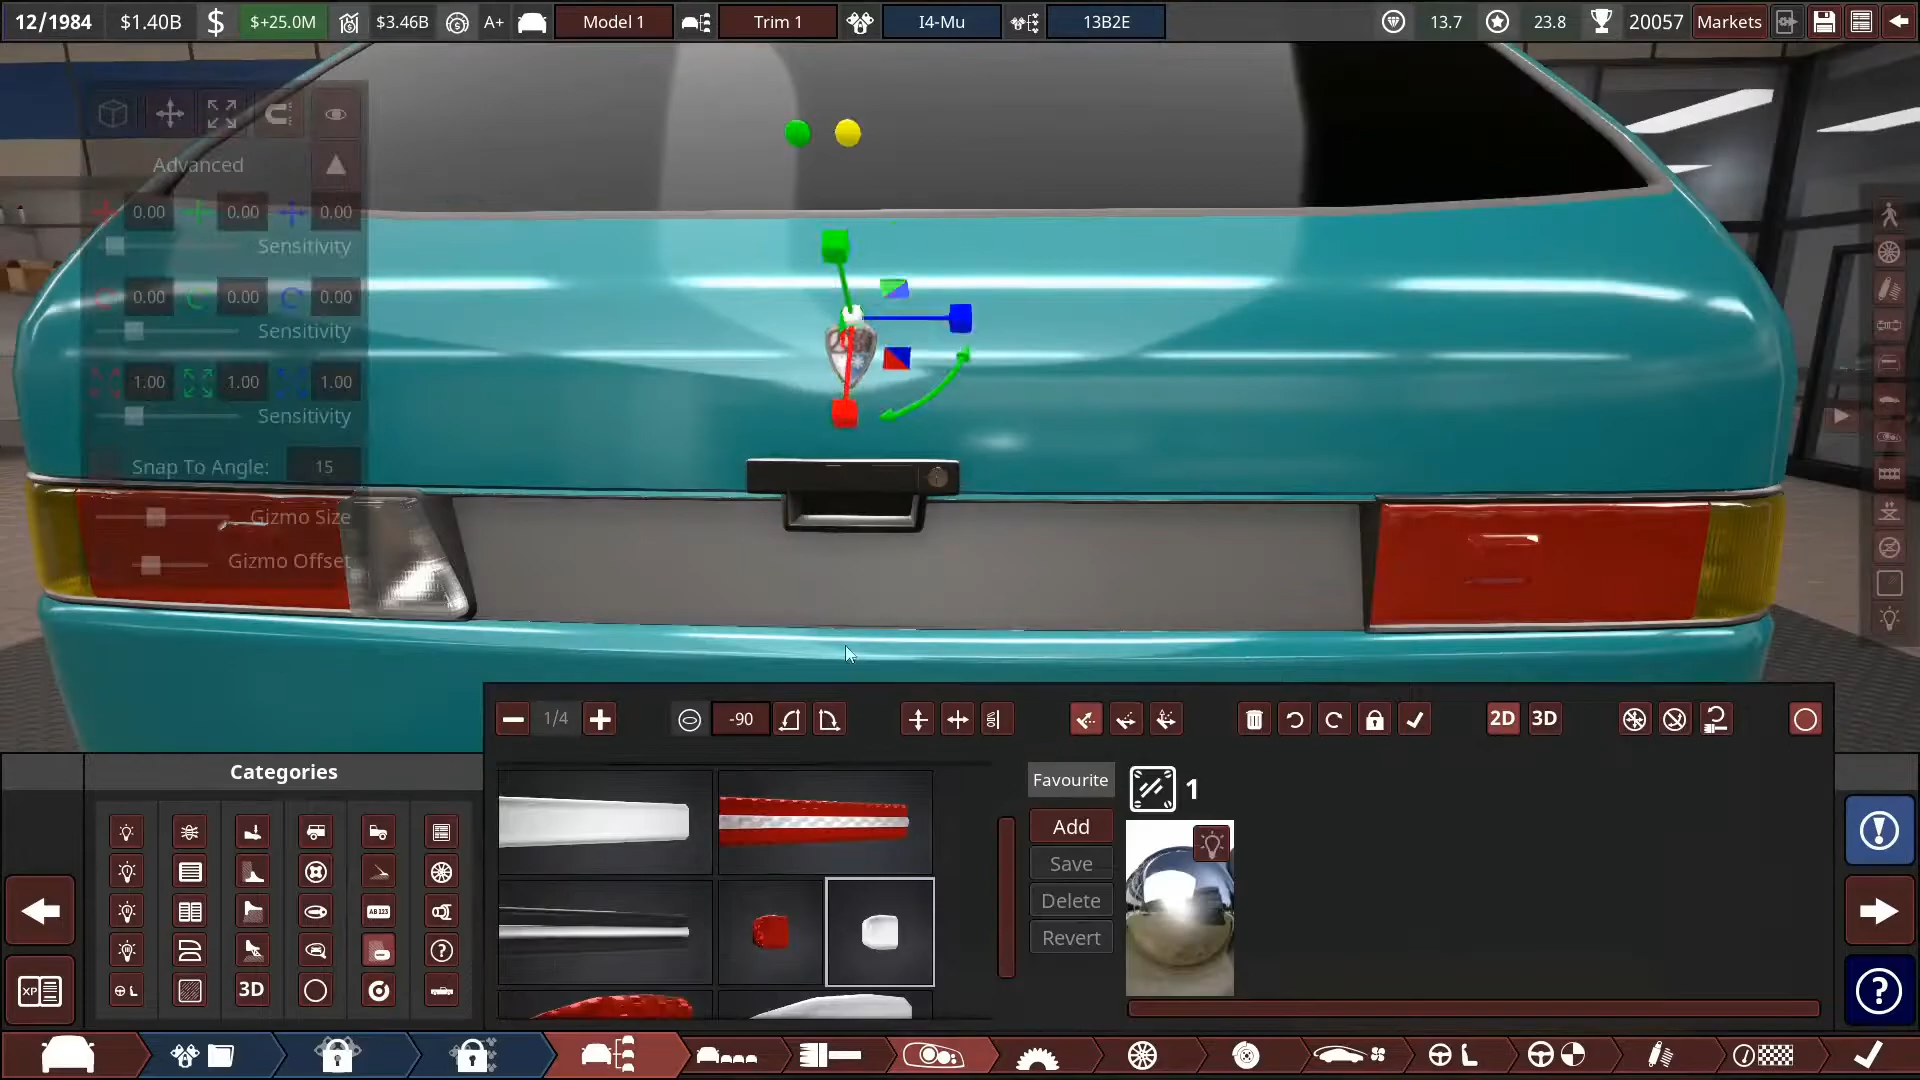 12/1984 $1.40B $+25.0M $3.46B A+ Model 1 Trim 1 I4-Mu 13B2E 13.7 23.8 20057 Markets
Advanced
0.00 0.00 0.00
Sensitivity
0.00 0.00 0.00
Sensitivity
1.00 1.00 1.00
Sensitivity
Snap To Angle: 15
Gizmo Size
Gizmo Offset
1/4 -90 2D 3D
Categories
Favourite 1
Add
Save
Delete
Revert
AB 123
XP
3D